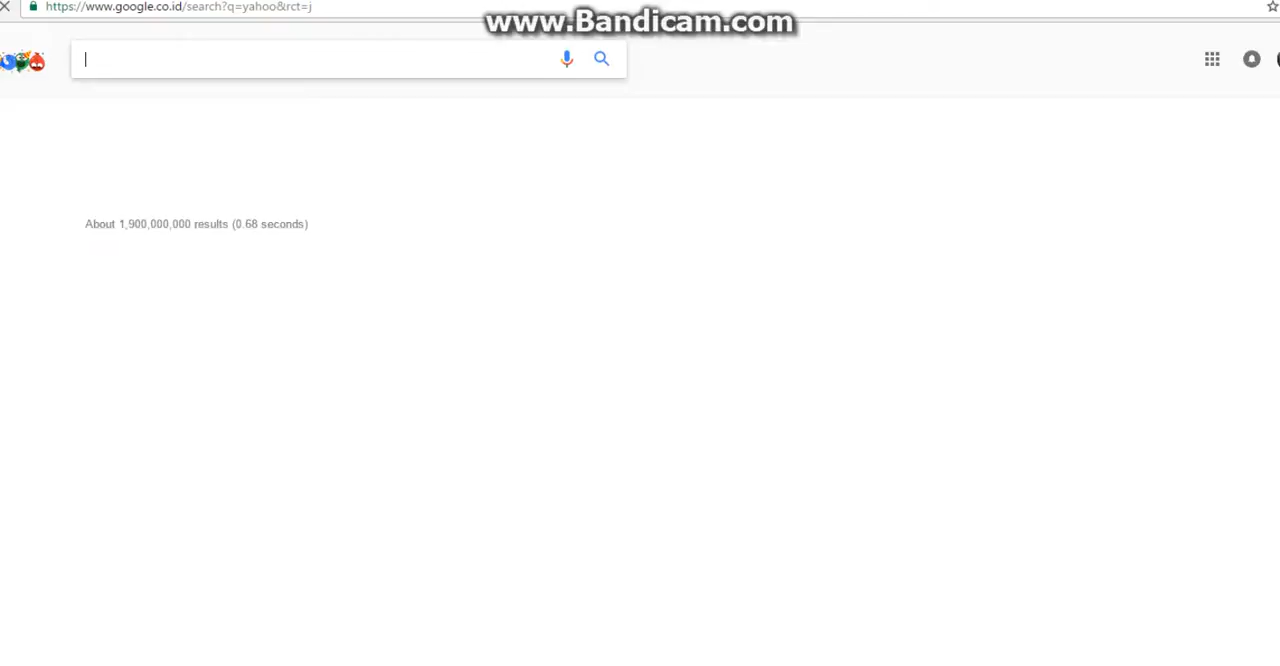 https://www.google.co.id/search?q=yahoo&rct=j
www.Bandicam.com
About 1,900,000,000 results (0.68 seconds)